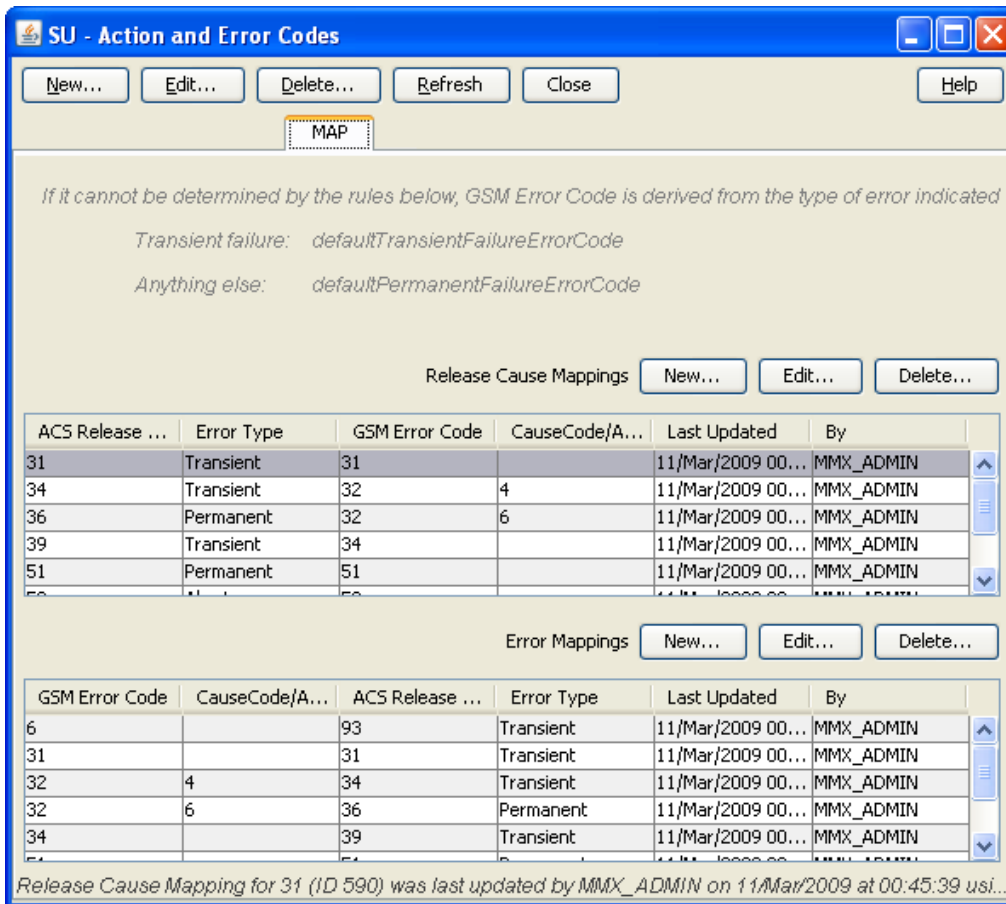 SU - Action and Error Codes
New... Edit... Delete... Refresh Close Help
MAP
If it cannot be determined by the rules below, GSM Error Code is derived from the type of error indicated
Transient failure: defaultTransientFailureErrorCode
Anything else: defaultPermanentFailureErrorCode
Release Cause Mappings New... Edit... Delete...
ACS Release ... Error Type GSM Error Code CauseCode/A... Last Updated By
31 Transient 31 11/Mar/2009 00... MMX_ADMIN
34 Transient 32 4 11/Mar/2009 00... MMX_ADMIN
36 Permanent 32 6 11/Mar/2009 00... MMX_ADMIN
39 Transient 34 11/Mar/2009 00... MMX_ADMIN
51 Permanent 51 11/Mar/2009 00... MMX_ADMIN
Error Mappings New... Edit... Delete...
GSM Error Code CauseCode/A... ACS Release ... Error Type Last Updated By
6 93 Transient 11/Mar/2009 00... MMX_ADMIN
31 31 Transient 11/Mar/2009 00... MMX_ADMIN
32 4 34 Transient 11/Mar/2009 00... MMX_ADMIN
32 6 36 Permanent 11/Mar/2009 00... MMX_ADMIN
34 39 Transient 11/Mar/2009 00... MMX_ADMIN
Release Cause Mapping for 31 (ID 590) was last updated by MMX_ADMIN on 11/Mar/2009 at 00:45:39 usi...